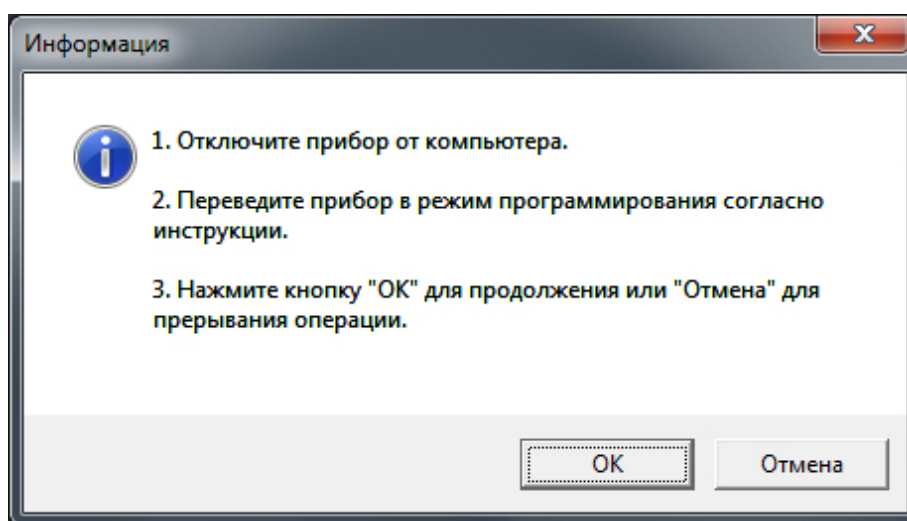 Информация
1. Отключите прибор от компьютера.
2. Переведите прибор в режим программирования согласно
инструкции.
3. Нажмите кнопку "ОК" для продолжения или "Отмена" для
прерывания операции.
ОК
Отмена